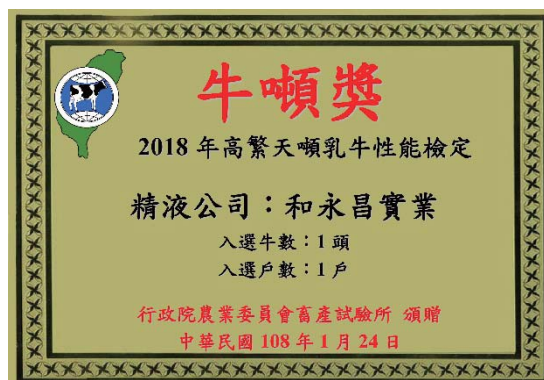 牛噸獎
2018 年高繁天噸乳牛性能檢定
精液公司：和永昌實業
入選牛數：1 頭
入選戶數：1 戶
行政院農業委員會畜產試驗所 頒贈
中華民國 108 年 1 月 24 日